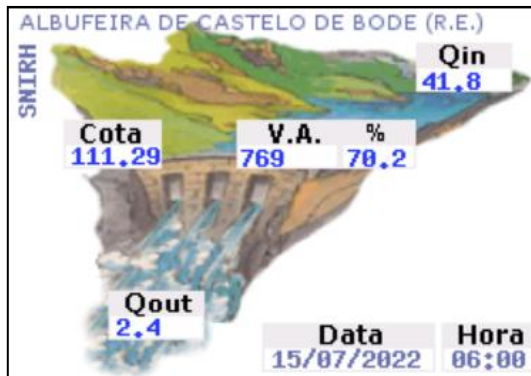 ALBUFEIRA DE CASTELO DE BODE (R.E.)
SNIRH
Qin
41.8
Cota
111.29
V.A. %
769 70.2
Qout
2.4
Data Hora
15/07/2022 06:00